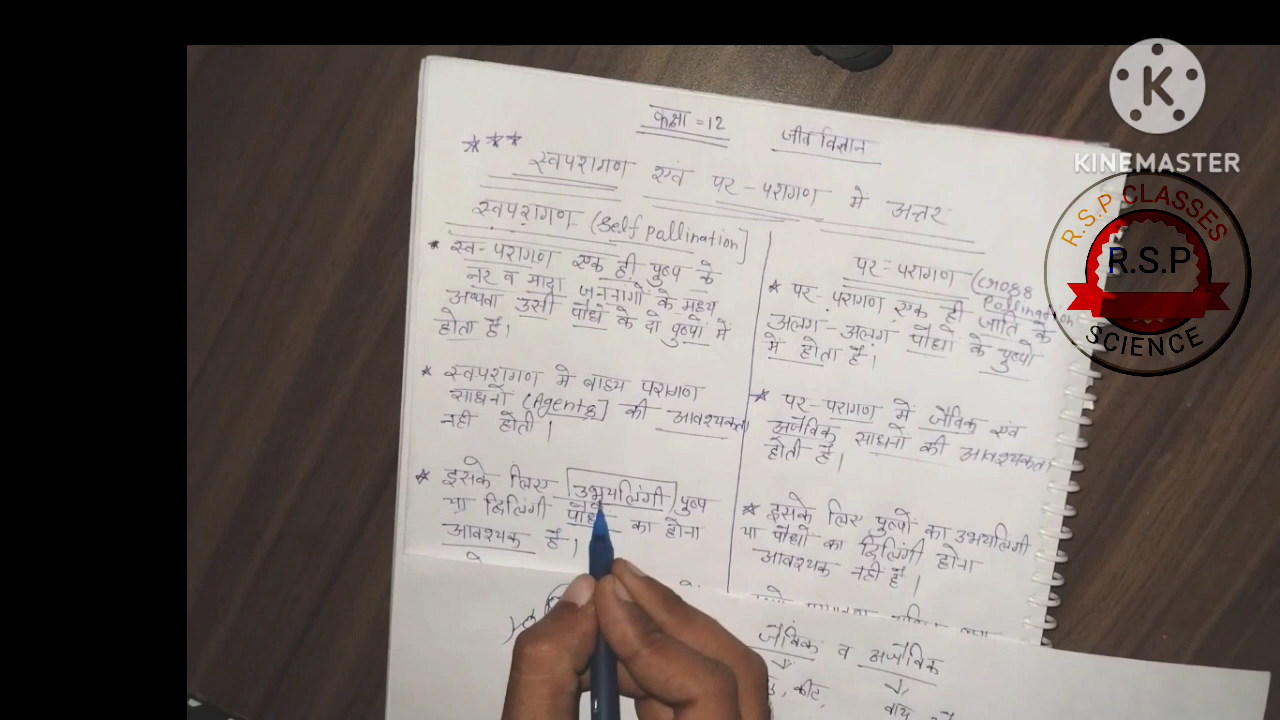 कक्षा = 12
जीव विज्ञान
स्वपरागण एंव पर - परागण मे अन्तर
स्वपरागण (Self pallination]
* स्व - परागण एक ही पुष्प के
नर व मादा जननांगो के मध्य
अथवा उसी पौधे के दो पुष्पो में
होता है।
* स्वपरागण मे वाह्य परागण
साधनो (Agents] की आवश्यकता
नही होती।
* इसके लिए उभयलिंगी पुष्प
या द्विलिंगी पौधे का होना
आवश्यक है।
पर - परागण (cross
Pallination
* पर - परागण एक ही जाति के
अलग - अलग पौधो के पुष्पो
मे होता है।
* पर - परागण में जैविक एंव
अजैविक साधनो की आवश्यकता
होती है।
* इसके लिए पुष्पो का उभयलिंगी
या पौधो का द्विलिंगी होना
आवश्यक नही है।
जैविक व अजैविक
, कीट, वायु
KINEMASTER
R.S.P CLASSES
R.S.P
SCIENCE